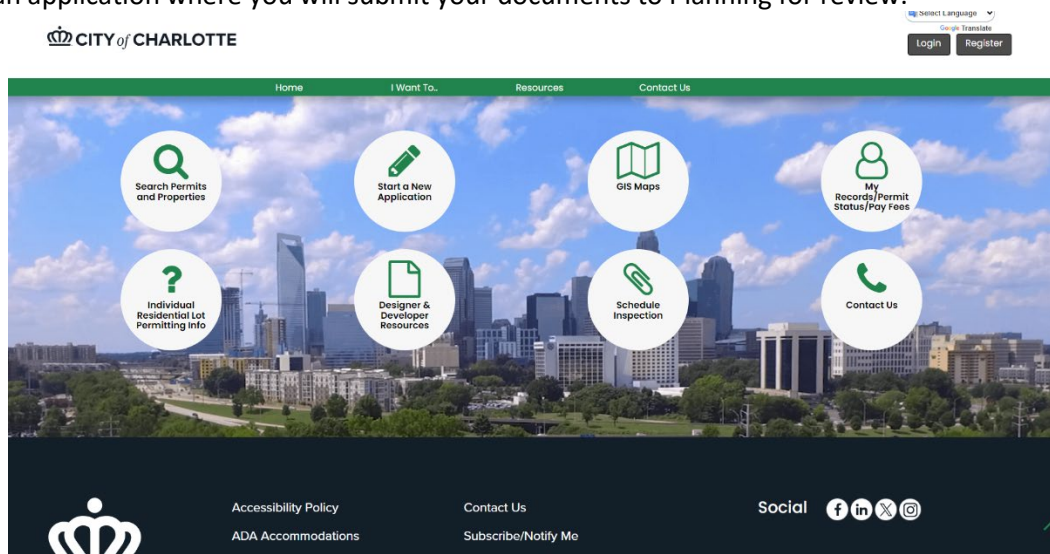 an application where you will submit your documents to Planning for review.
Select Language
Google Translate
CITY of CHARLOTTE
Login Register
Home I Want To.. Resources Contact Us
Search Permits
and Properties
Start a New
Application
GIS Maps
My
Records/Permit
Status/Pay Fees
Individual
Residential Lot
Permitting Info
Designer &
Developer
Resources
Schedule
Inspection
Contact Us
Accessibility Policy Contact Us Social
ADA Accommodations Subscribe/Notify Me